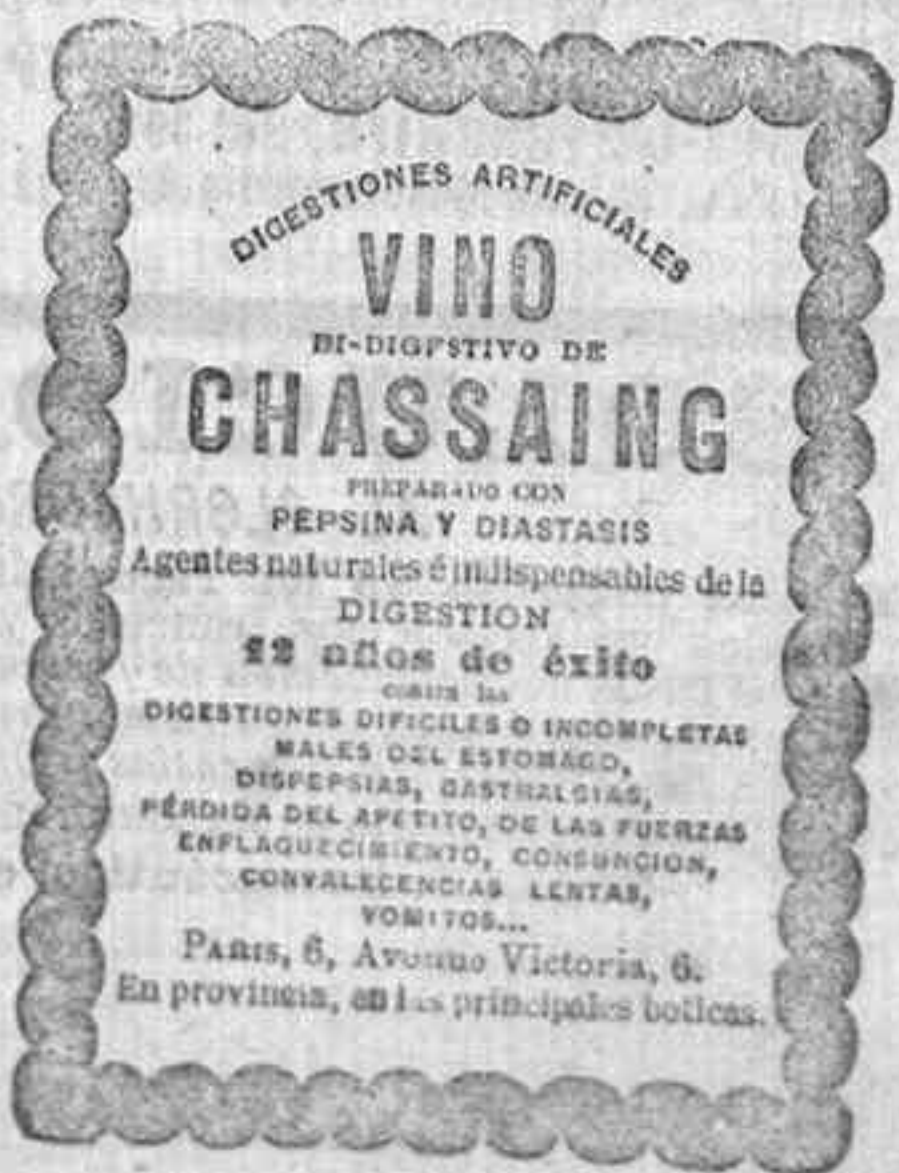 DIGESTIONES ARTIFICIALES
VINO
BI-DIGESTIVO DE
CHASSAING
PREPARADO CON
PEPSINA Y DIASTASIS
Agentes naturales é indispensables de la
DIGESTION
años de éxito
contra las
DIGESTIONES DIFICILES O INCOMPLETAS
MALES DEL ESTOMAGO,
DISPEPSIAS, GASTRALGIAS,
PÉRDIDA DEL APETITO, DE LAS FUERZAS
ENFLAQUECIMIENTO, CONSUNCION,
CONVALECENCIAS LENTAS,
VOMITOS...
PARIS, 6, Avenue Victoria, 6.
En provincia, en las principales boticas.